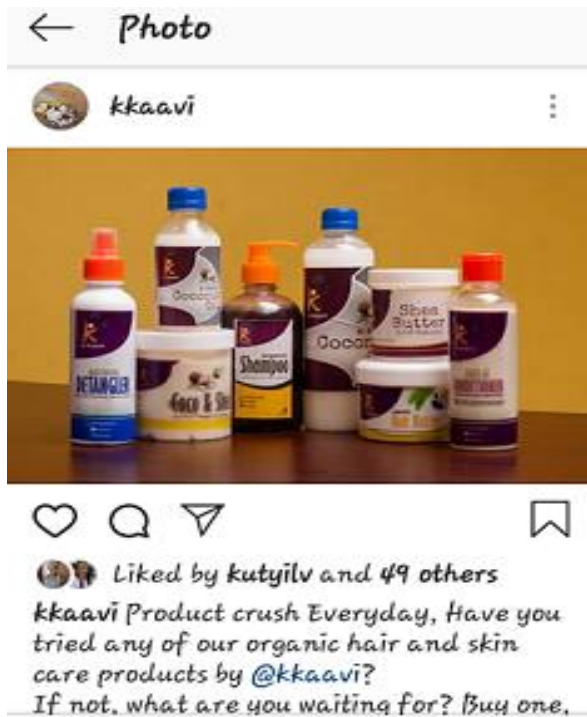 Photo
kkaavi
DETANGLER
Coco &
Shampoo
Shea
Butter
Liked by kutyilv and 49 others
kkaavi Product crush Everyday, Have you
tried any of our organic hair and skin
care products by @kkaavi?
If not, what are you waiting for? Buy one,